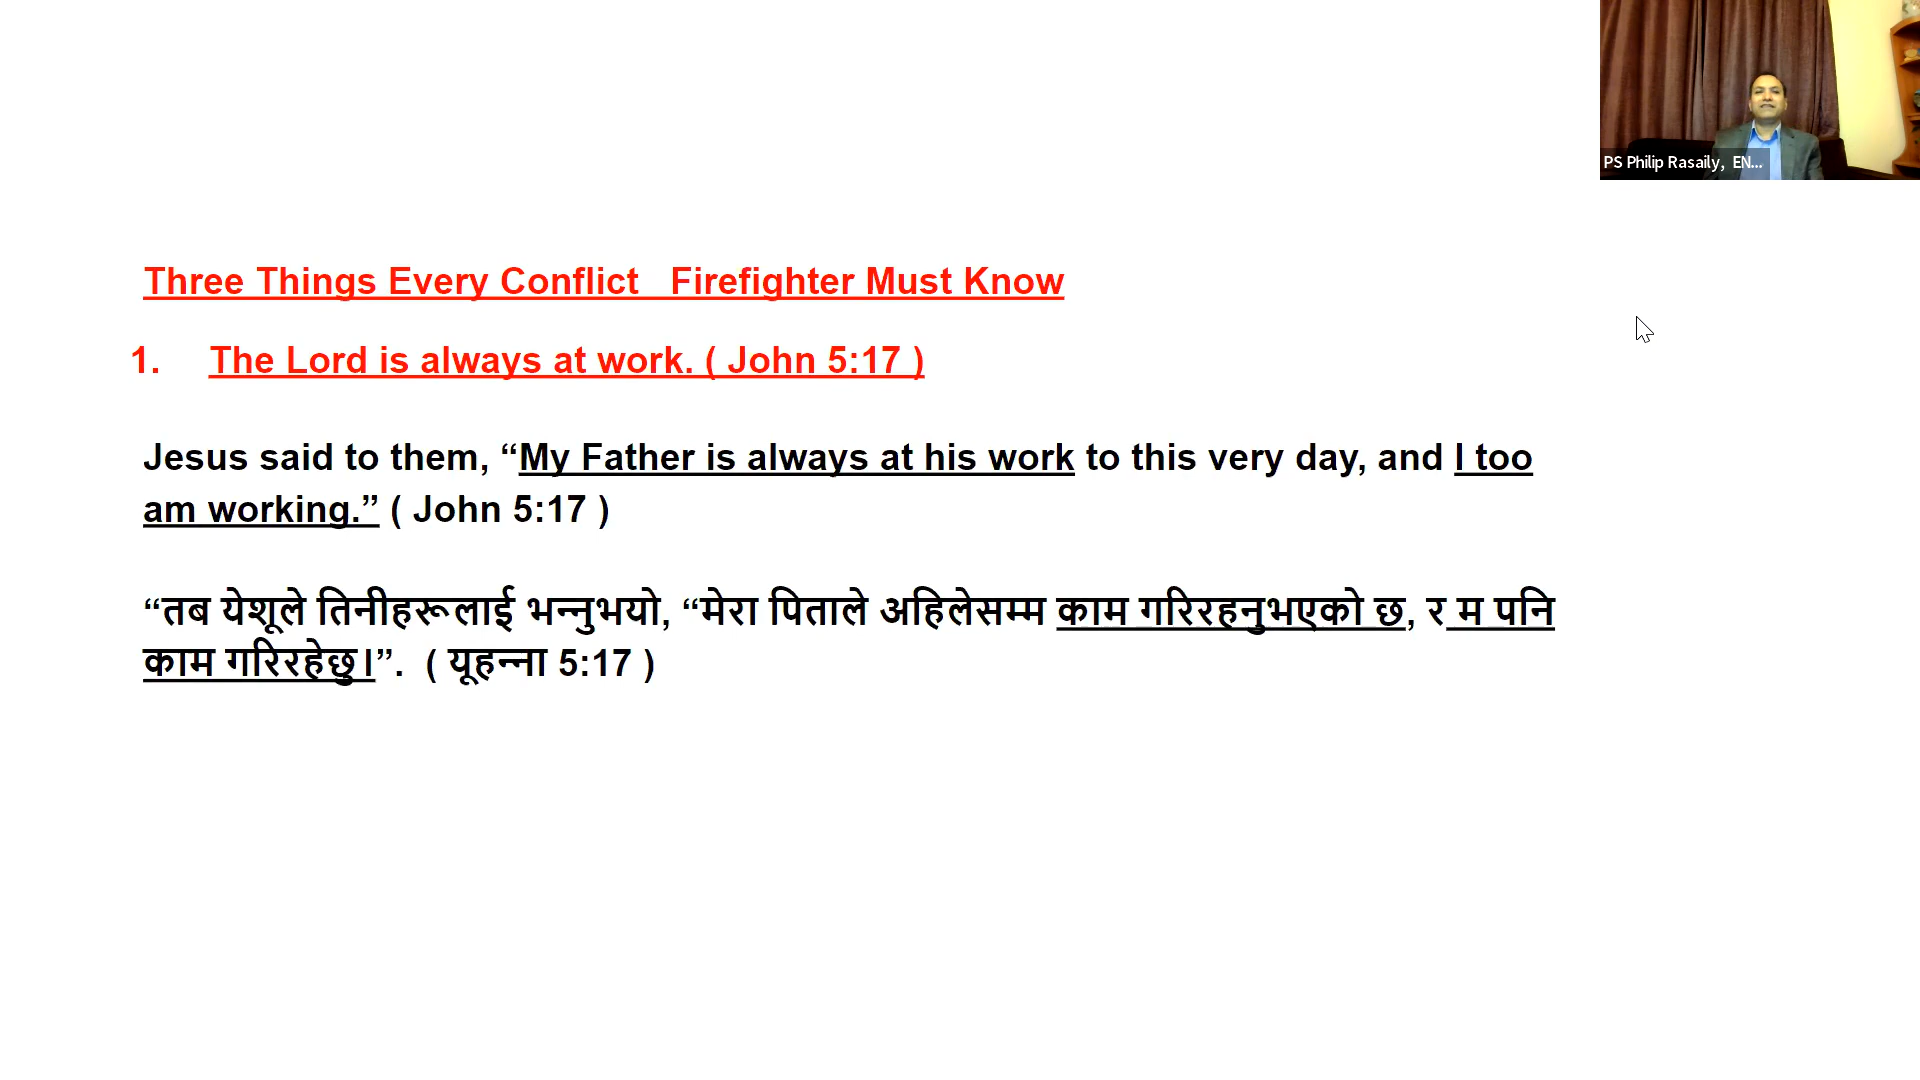 PS Philip Rasaily, EN...
Three Things Every Conflict   Firefighter Must Know
1. The Lord is always at work. ( John 5:17 )
Jesus said to them, “My Father is always at his work to this very day, and I too
am working.” ( John 5:17 )
“तब येशूले तिनीहरूलाई भन्नुभयो, “मेरा पिताले अहिलेसम्म काम गरिरहनुभएको छ, र म पनि
काम गरिरहेछु।”. ( यूहन्ना 5:17 )